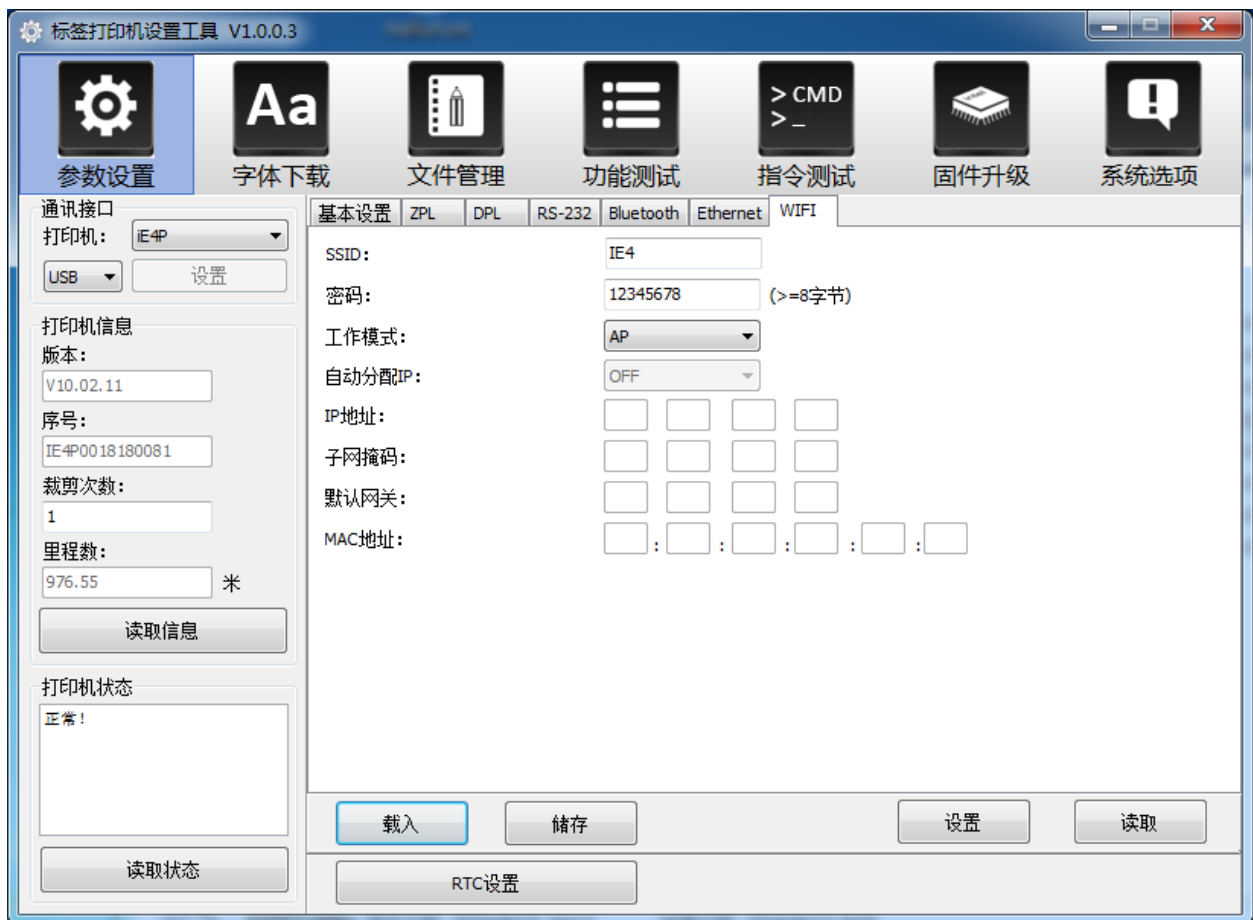 标签打印机设置工具 V1.0.0.3
Aa
> CMD
>_
参数设置 字体下载 文件管理 功能测试 指令测试 固件升级 系统选项
通讯接口
打印机: iE4P
USB 设置
打印机信息
版本:
V10.02.11
序号:
IE4P0018180081
裁剪次数:
1
里程数:
976.55 米
读取信息
打印机状态
正常!
读取状态
基本设置 ZPL DPL RS-232 Bluetooth Ethernet WIFI
SSID: IE4
密码: 12345678 (>=8字节)
工作模式: AP
自动分配IP: OFF
IP地址:
子网掩码:
默认网关:
MAC地址: : : : : :
载入 储存 设置 读取
RTC设置